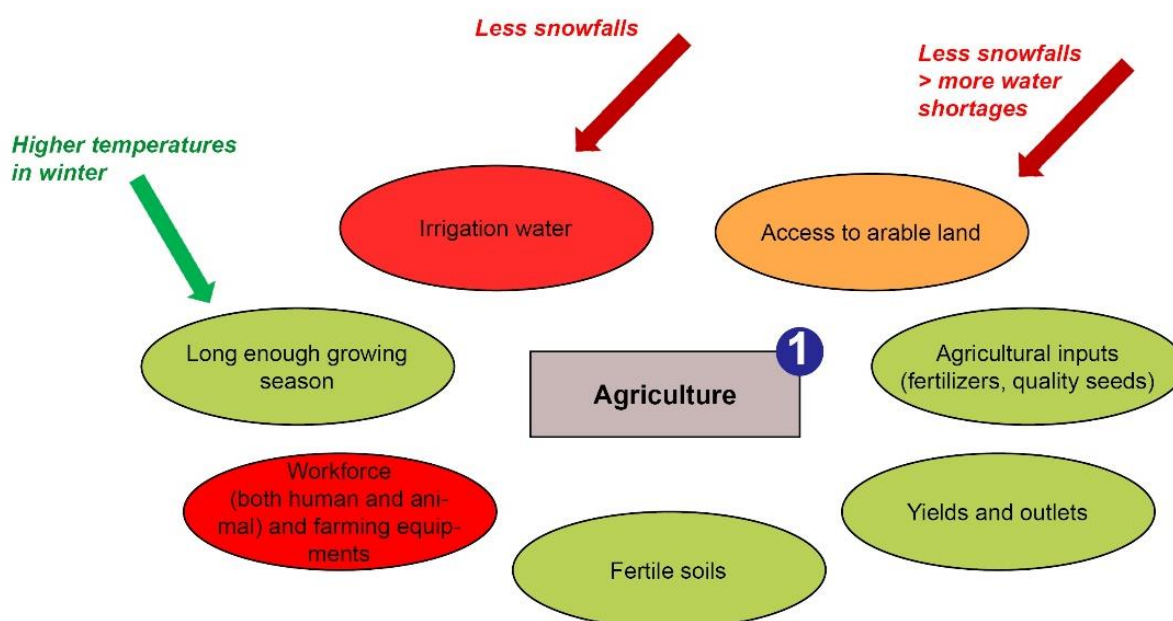 Less snowfalls
Less snowfalls
> more water
shortages
Higher temperatures
in winter
Irrigation water
Access to arable land
Long enough growing
season
1
Agriculture
Agricultural inputs
(fertilizers, quality seeds)
Workforce
(both human and ani-
mal) and farming equip-
ments
Yields and outlets
Fertile soils